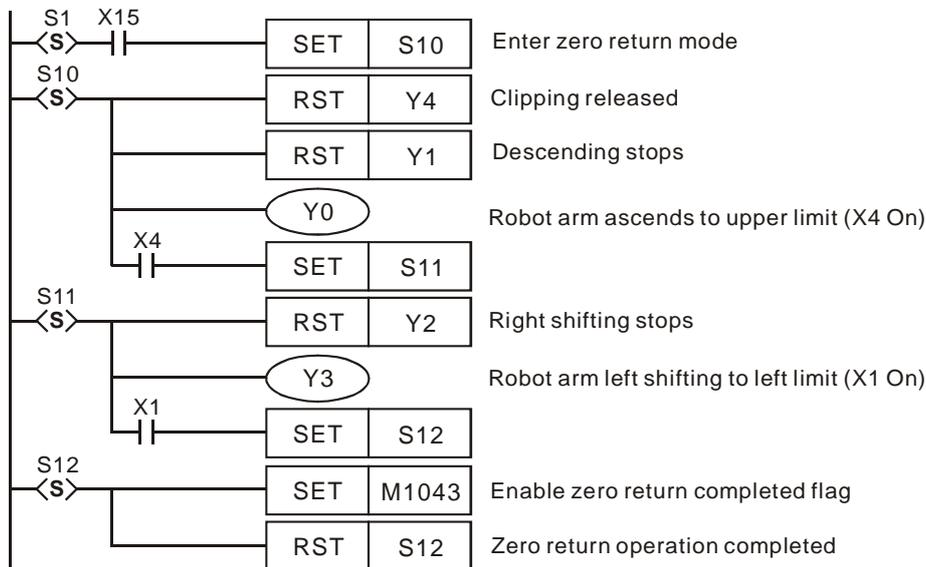 S1 X15
S SET S10 Enter zero return mode
S10
S RST Y4 Clipping released
RST Y1 Descending stops
Y0 Robot arm ascends to upper limit (X4 On)
X4
SET S11
S11
S RST Y2 Right shifting stops
Y3 Robot arm left shifting to left limit (X1 On)
X1
SET S12
S12
S SET M1043 Enable zero return completed flag
RST S12 Zero return operation completed